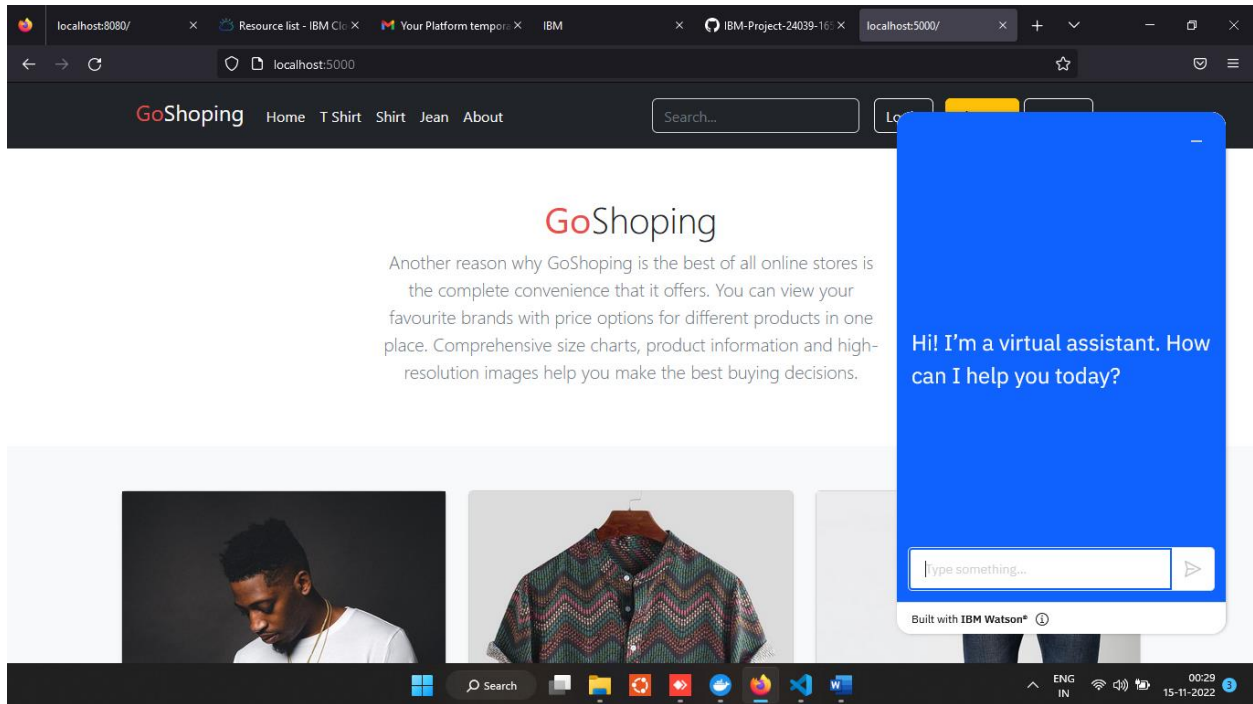 localhost:8080/
Resource list - IBM Clo
Your Platform tempora
IBM
IBM-Project-24039-165
localhost:5000/
localhost:5000
GoShoping
Home T Shirt Shirt Jean About
Search...
GoShoping
Another reason why GoShoping is the best of all online stores is
the complete convenience that it offers. You can view your
favourite brands with price options for different products in one
place. Comprehensive size charts, product information and high-
resolution images help you make the best buying decisions.
Hi! I'm a virtual assistant. How
can I help you today?
Type something...
Built with IBM Watson®
Search
ENG
IN
00:29
15-11-2022
3